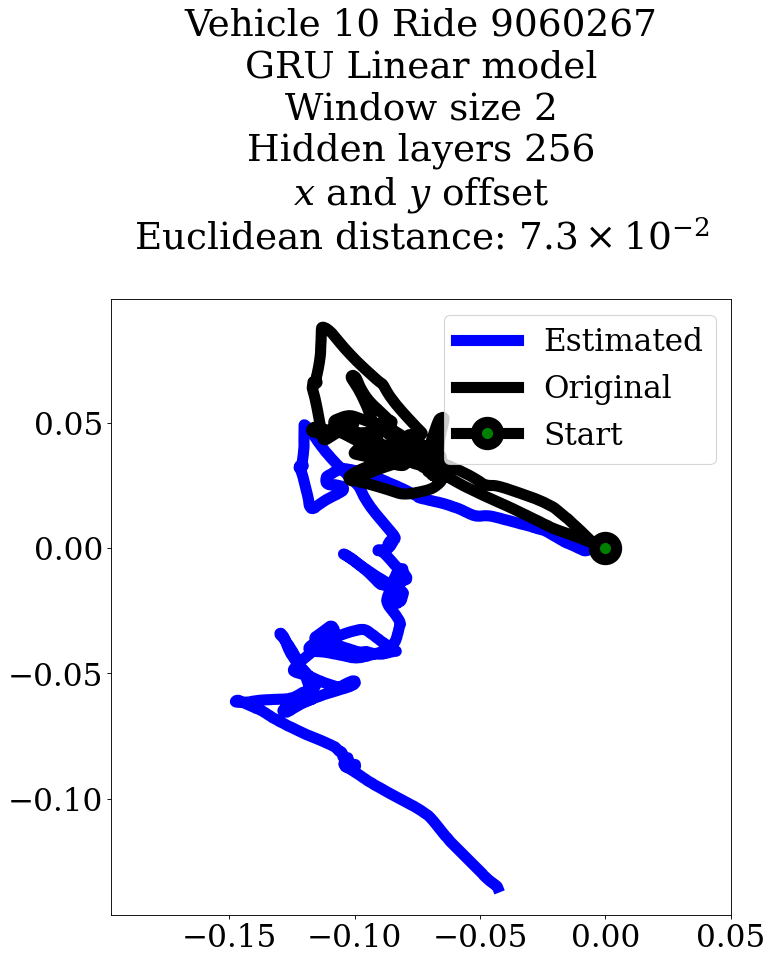 Vehicle 10 Ride 9060267
GRU Linear model
Window size 2
Hidden layers 256
x and y offset
Euclidean distance: 7.3 × 10⁻²
Estimated
Original
Start
0.05
0.00
−0.05
−0.10
−0.15 −0.10 −0.05 0.00 0.05